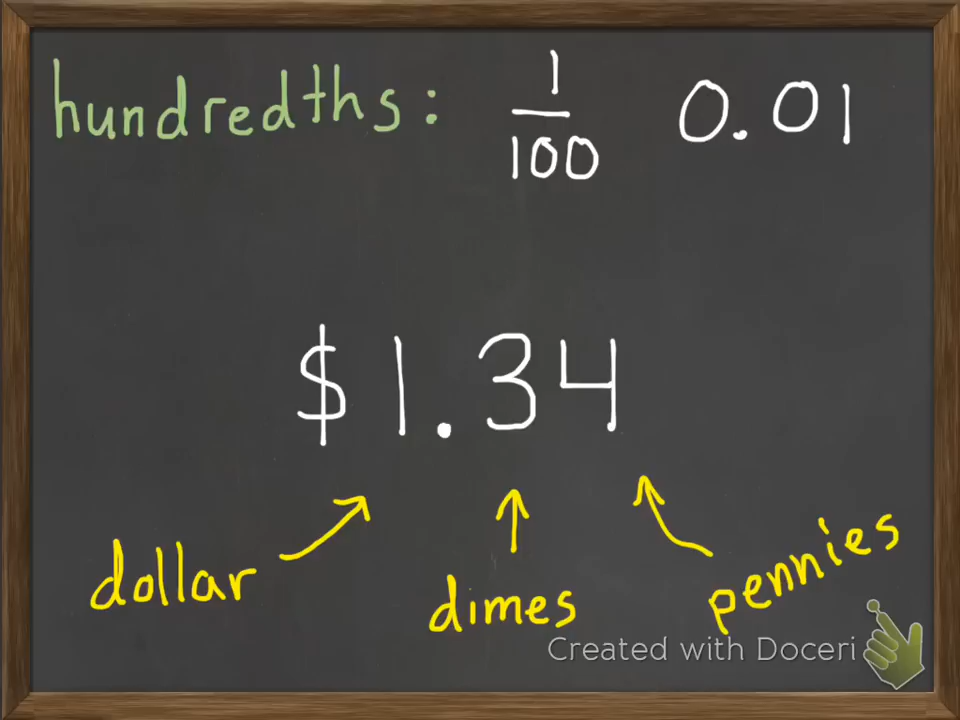 hundredths: 1/100 0.01
$1.34
dollar dimes pennies
Created with Doceri